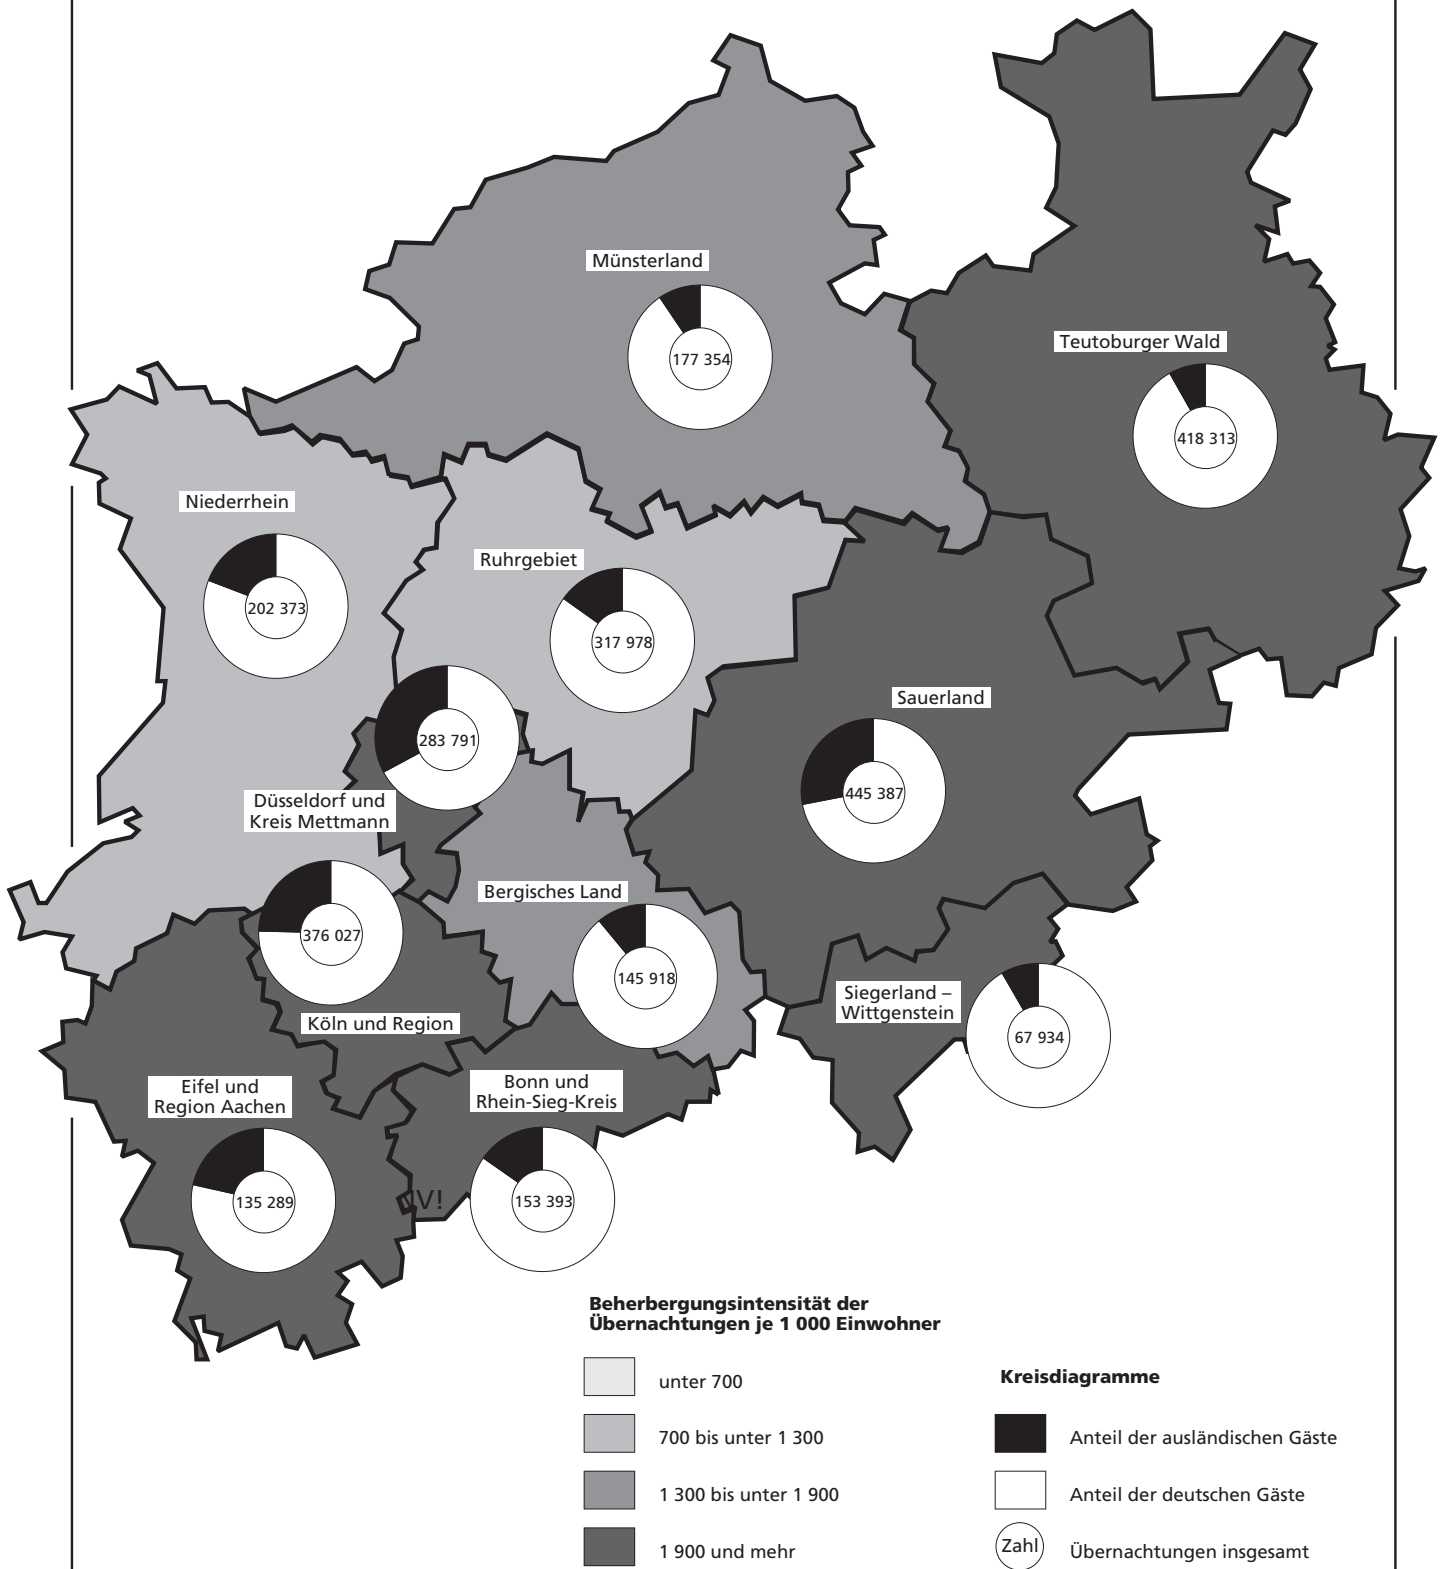 Münsterland
177 354
Teutoburger Wald
418 313
Niederrhein
202 373
Ruhrgebiet
317 978
283 791
Düsseldorf und
Kreis Mettmann
Sauerland
445 387
Bergisches Land
145 918
376 027
Köln und Region
Siegerland –
Wittgenstein
67 934
Eifel und
Region Aachen
135 289
Bonn und
Rhein-Sieg-Kreis
153 393
Beherbergungsintensität der
Übernachtungen je 1 000 Einwohner
unter 700
700 bis unter 1 300
1 300 bis unter 1 900
1 900 und mehr
Kreisdiagramme
Anteil der ausländischen Gäste
Anteil der deutschen Gäste
Zahl
Übernachtungen insgesamt